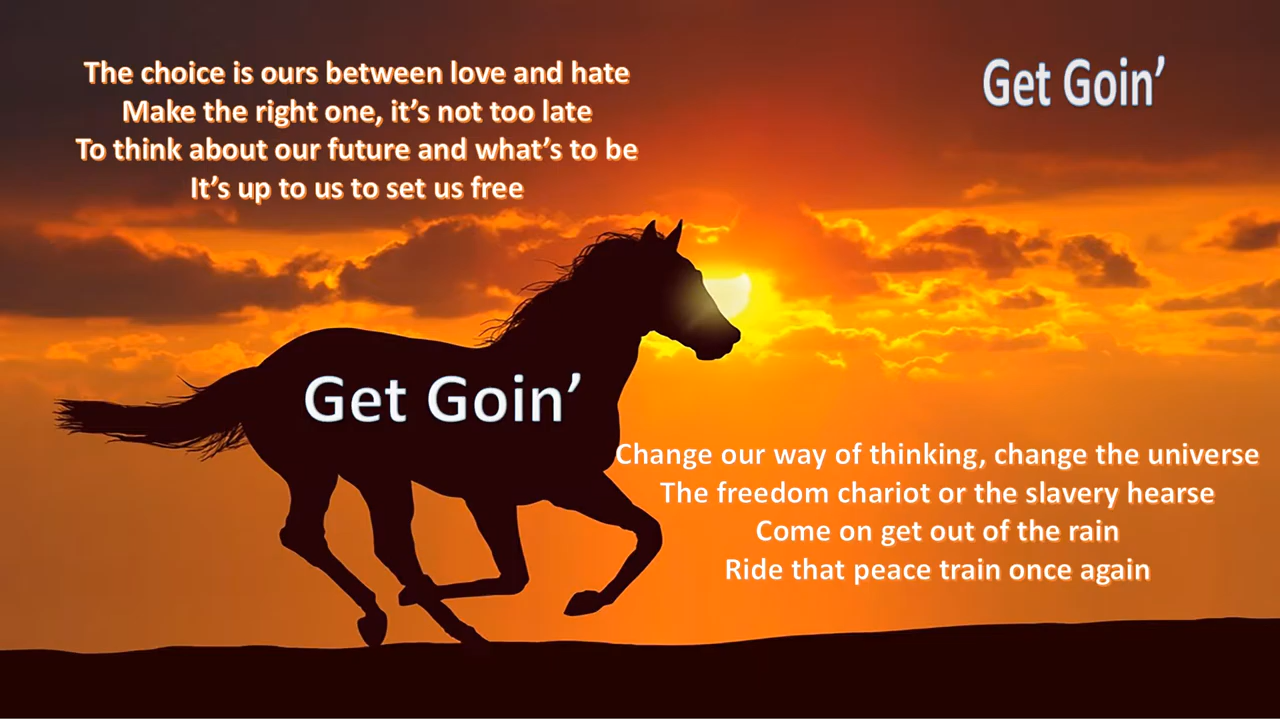 The choice is ours between love and hate
Make the right one, it’s not too late
To think about our future and what’s to be
It’s up to us to set us free
Get Goin’
Get Goin’
Change our way of thinking, change the universe
The freedom chariot or the slavery hearse
Come on get out of the rain
Ride that peace train once again